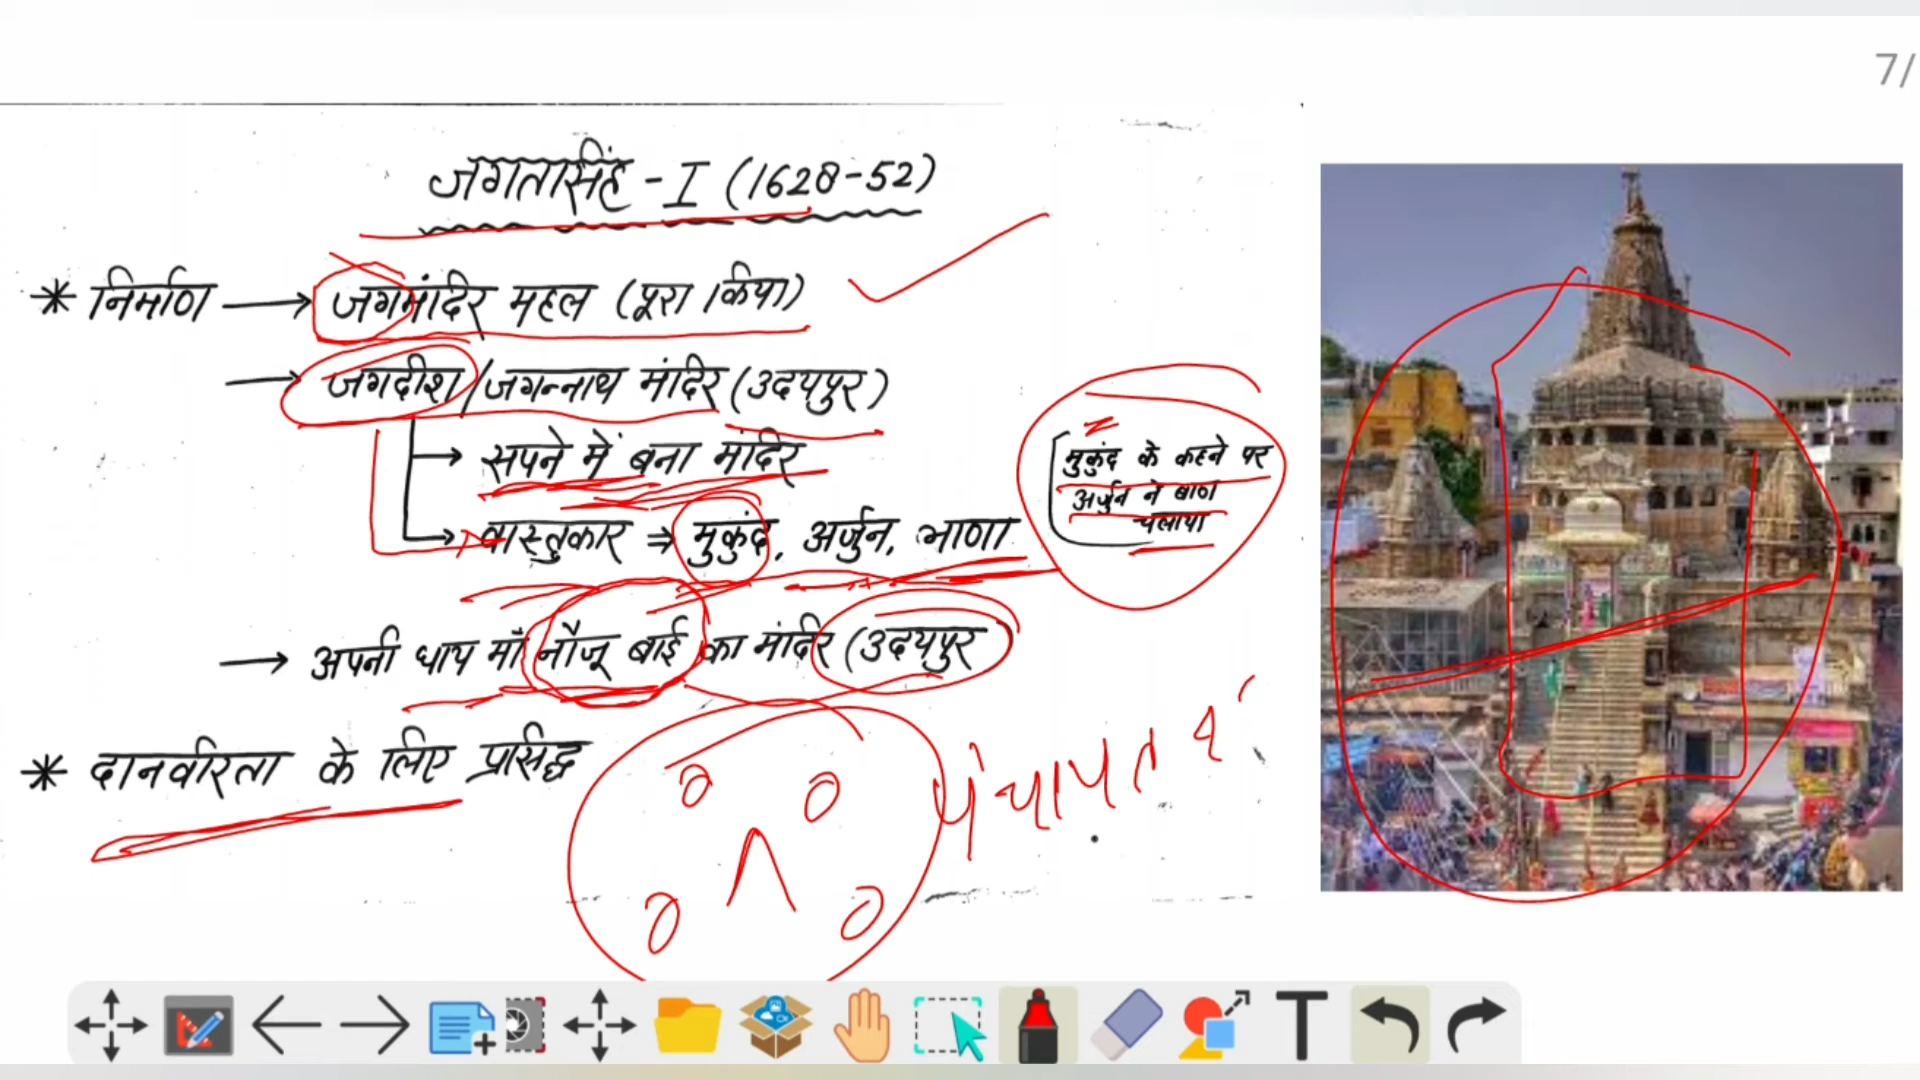 7/
जगतसिंह - I (1628-52)
* निर्माण → जगमंदिर महल (पूरा किया)
→ जगदीश/जगन्नाथ मंदिर (उदयपुर)
→ सपने में बना मंदिर
→ वास्तुकार ⇒ मुकुंद, अर्जुन, भाणा
[मुकुंद के कहने पर
अर्जुन ने बाण
चलाया
→ अपनी धाय माँ नौजू बाई का मंदिर (उदयपुर
* दानवीरता के लिए प्रसिद्ध
पंचायत
T